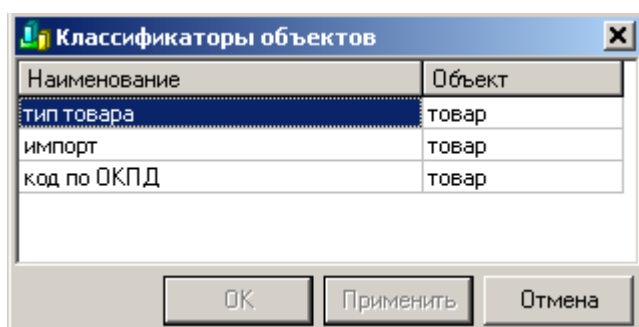 Классификаторы объектов
Наименование Объект
тип товара товар
импорт товар
код по ОКПД товар
OK Применить Отмена